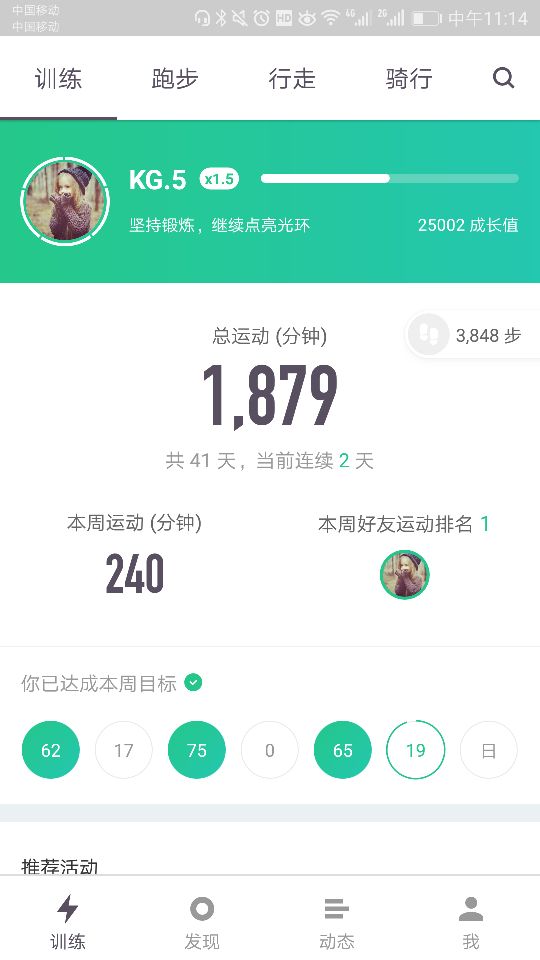 中国移动
中国移动
HD 4G 2G 中午11:14
训练 跑步 行走 骑行
KG.5 x1.5
坚持锻炼，继续点亮光环 25002 成长值
总运动 (分钟)
3,848 步
1,879
共 41 天，当前连续 2 天
本周运动 (分钟) 本周好友运动排名 1
240
你已达成本周目标
62 17 75 0 65 19 日
推荐活动
训练 发现 动态 我